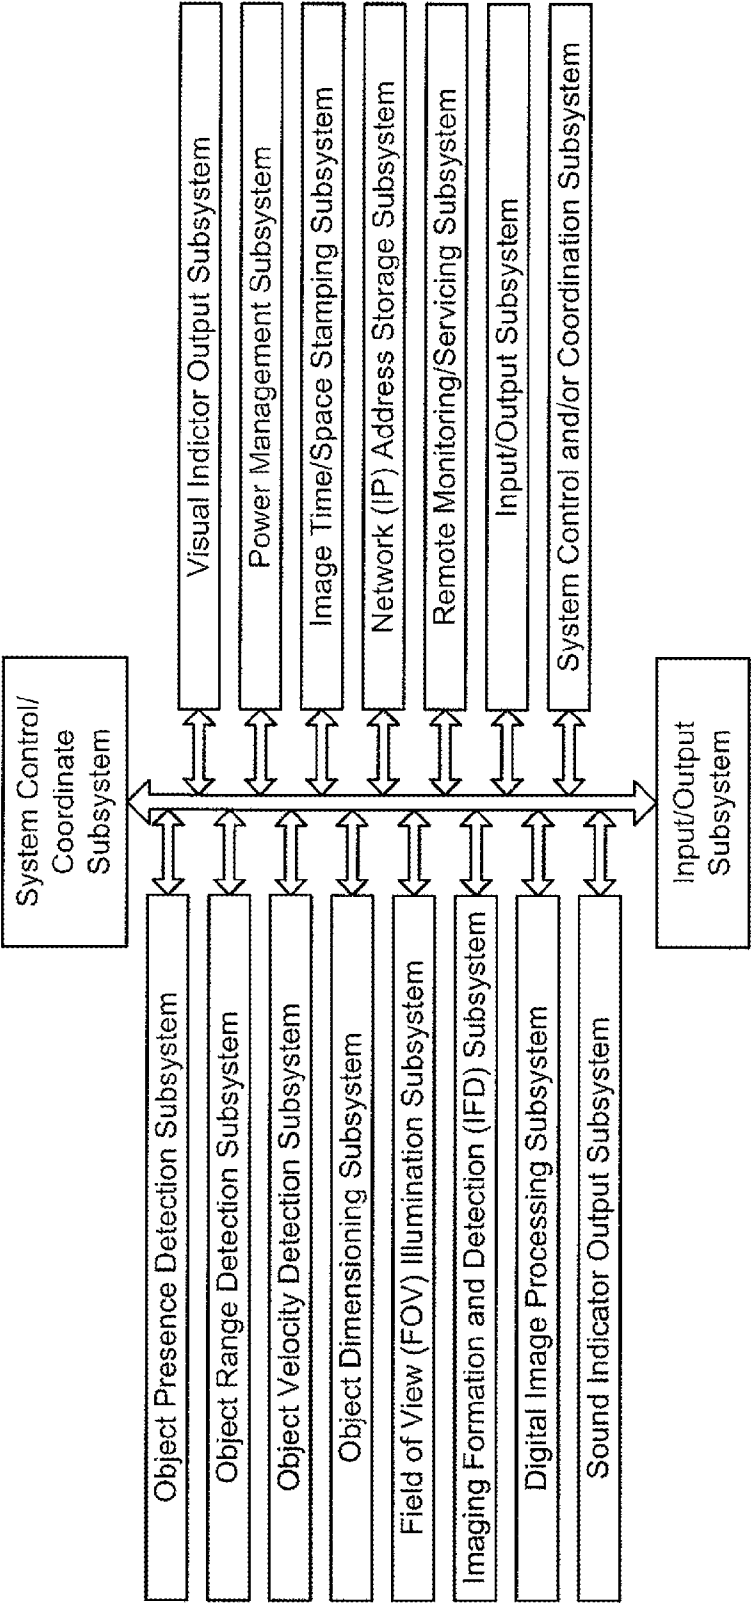 System Control/
Coordinate
Subsystem
Object Presence Detection Subsystem
Object Range Detection Subsystem
Object Velocity Detection Subsystem
Object Dimensioning Subsystem
Field of View (FOV) Illumination Subsystem
Imaging Formation and Detection (IFD) Subsystem
Digital Image Processing Subsystem
Sound Indicator Output Subsystem
Visual Indictor Output Subsystem
Power Management Subsystem
Image Time/Space Stamping Subsystem
Network (IP) Address Storage Subsystem
Remote Monitoring/Servicing Subsystem
Input/Output Subsystem
System Control and/or Coordination Subsystem
Input/Output
Subsystem